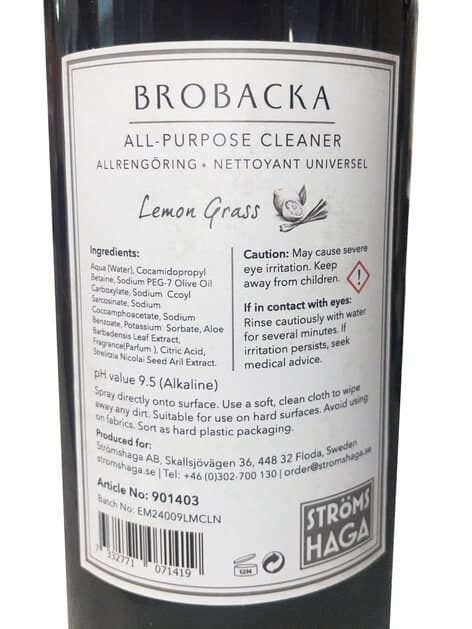 BROBACKA
ALL-PURPOSE CLEANER
ALLRENGÖRING • NETTOYANT UNIVERSEL
Lemon Grass
Ingredients:
Aqua (Water), Cocamidopropyl
Betaine, Sodium PEG-7 Olive Oil
Carboxylate, Sodium Ccoyl
Sarcosinate, Sodium
Cocoamphoacetate, Sodium
Benzoate, Potassium Sorbate, Aloe
Barbadensis Leaf Extract,
Fragrance(Parfum ), Citric Acid,
Strelitzia Nicolai Seed Aril Extract.
Caution: May cause severe
eye irritation. Keep
away from children.
!
If in contact with eyes:
Rinse cautiously with water
for several minutes. If
irritation persists, seek
medical advice.
pH value 9.5 (Alkaline)
Spray directly onto surface. Use a soft, clean cloth to wipe
away any dirt. Suitable for use on hard surfaces. Avoid using
on fabrics. Sort as hard plastic packaging.
Produced for:
Strömshaga AB, Skallsjövägen 36, 448 32 Floda, Sweden
stromshaga.se | Tel: +46 (0)302-700 130 | order@stromshaga.se
Article No: 901403
Batch No: EM24009LMCLN
7 332771 071419
12M
STRÖMS
HAGA